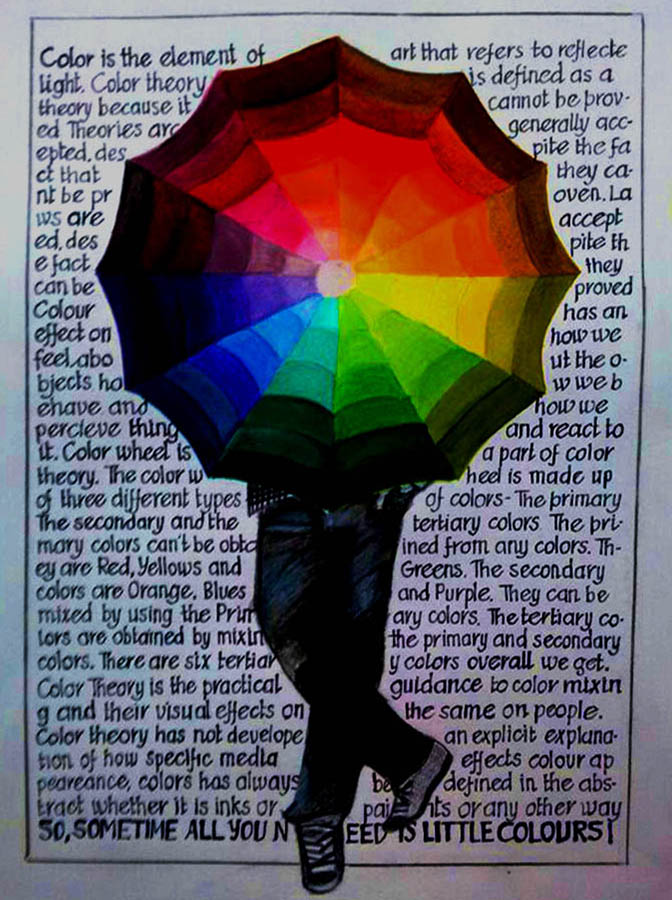 Color is the element of art that refers to reflecte
light. Color theory is defined as a
theory because it cannot be prov-
ed Theories are generally acc-
epted, des pite the fa
ct that they ca-
nt be pr oven. La
ws are accept
ed, des pite th
e fact they
can be proved
Colour has an
effect on how we
feel abo ut the o-
bjects ho w we b
ehave and how we
percieve thing and react to
it. Color wheel is a part of color
theory. The color w heel is made up
of three different types of colors- The primary
The secondary and the tertiary colors. The pri-
mary colors can't be obta ined from any colors. Th-
ey are Red, Yellows and Greens. The secondary
colors are Orange, Blues and Purple. They can be
mixed by using the Prim ary colors. The tertiary co-
lors are obtained by mixin the primary and secondary
colors. There are six tertiar y colors overall we get.
Color Theory is the practical guidance to color mixin
g and their visual effects on the same on people.
Color theory has not develope an explicit explana-
tion of how specific media effects colour ap
peareance, colors has always be defined in the abs-
tract whether it is inks or pai nts or any other way
SO, SOMETIME ALL YOU N EED IS LITTLE COLOURS!